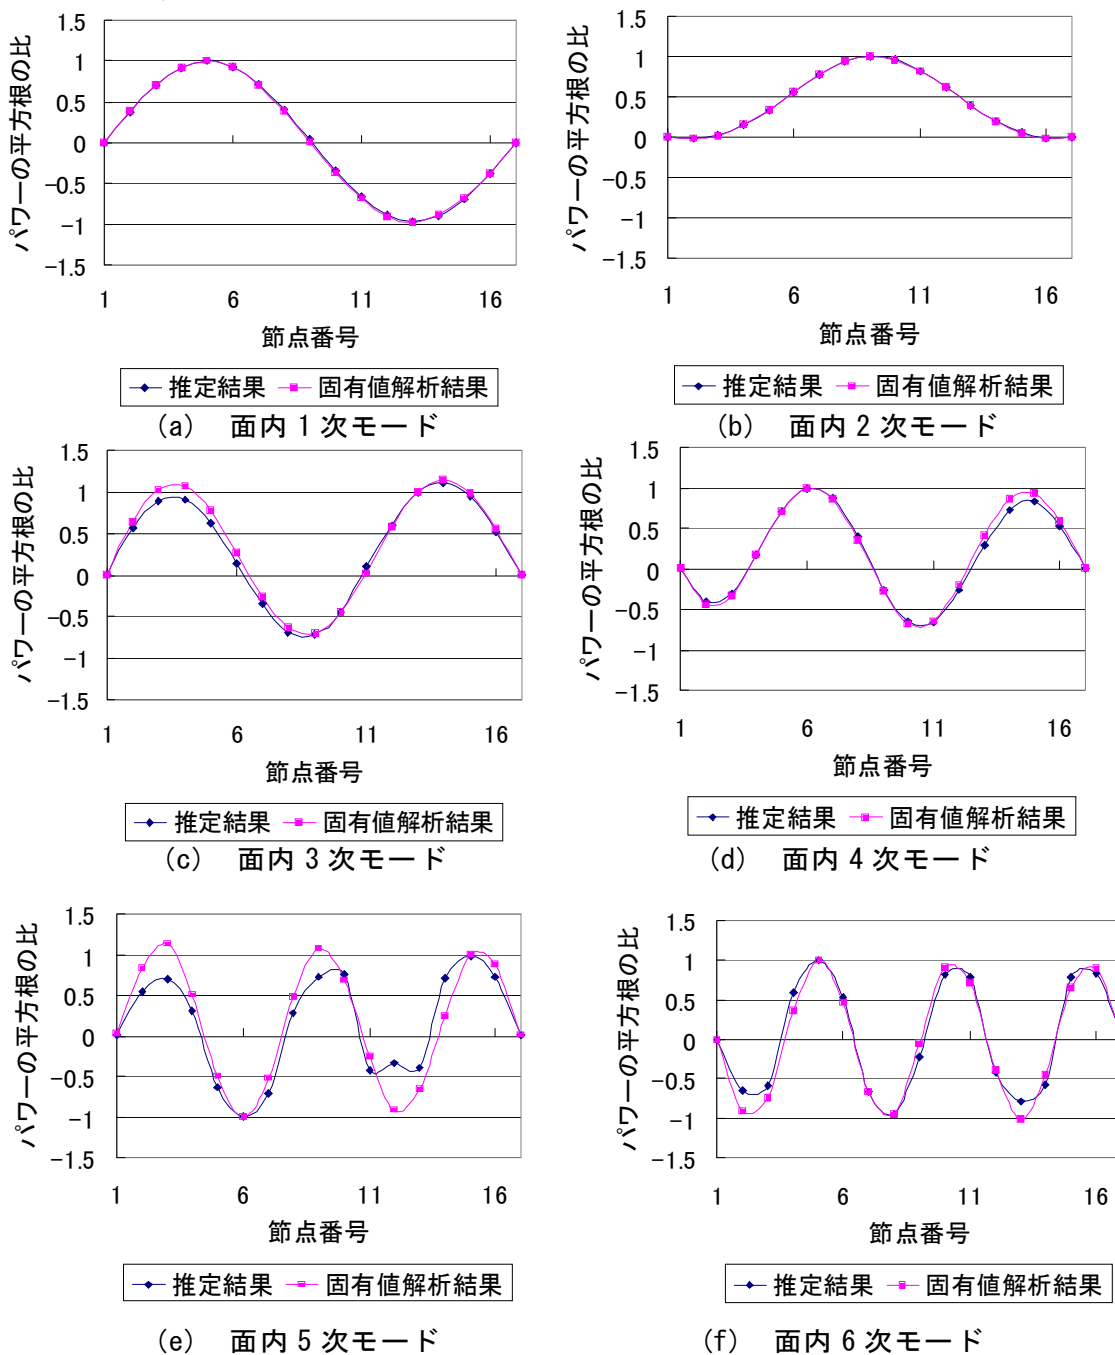 パワーの平方根の比
1.5
1
0.5
0
−0.5
−1
−1.5
1 6 11 16
節点番号
推定結果 固有値解析結果
(a) 面内1次モード
パワーの平方根の比
1.5
1
0.5
0
−0.5
−1
−1.5
1 6 11 16
節点番号
推定結果 固有値解析結果
(b) 面内2次モード
パワーの平方根の比
1.5
1
0.5
0
−0.5
−1
−1.5
1 6 11 16
節点番号
推定結果 固有値解析結果
(c) 面内3次モード
パワーの平方根の比
1.5
1
0.5
0
−0.5
−1
−1.5
1 6 11 16
節点番号
推定結果 固有値解析結果
(d) 面内4次モード
パワーの平方根の比
1.5
1
0.5
0
−0.5
−1
−1.5
1 6 11 16
節点番号
推定結果 固有値解析結果
(e) 面内5次モード
パワーの平方根の比
1.5
1
0.5
0
−0.5
−1
−1.5
1 6 11 16
節点番号
推定結果 固有値解析結果
(f) 面内6次モード